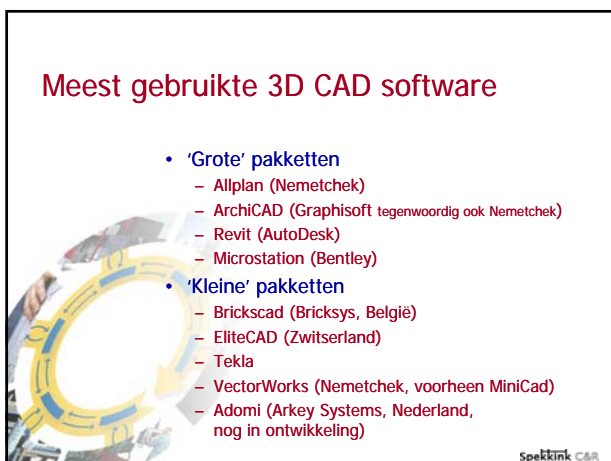 Meest gebruikte 3D CAD software
• ‘Grote’ pakketten
– Allplan (Nemetchek)
– ArchiCAD (Graphisoft tegenwoordig ook Nemetchek)
– Revit (AutoDesk)
– Microstation (Bentley)
• ‘Kleine’ pakketten
– Brickscad (Bricksys, België)
– EliteCAD (Zwitserland)
– Tekla
– VectorWorks (Nemetchek, voorheen MiniCad)
– Adomi (Arkey Systems, Nederland,
nog in ontwikkeling)
Spekkink C&R